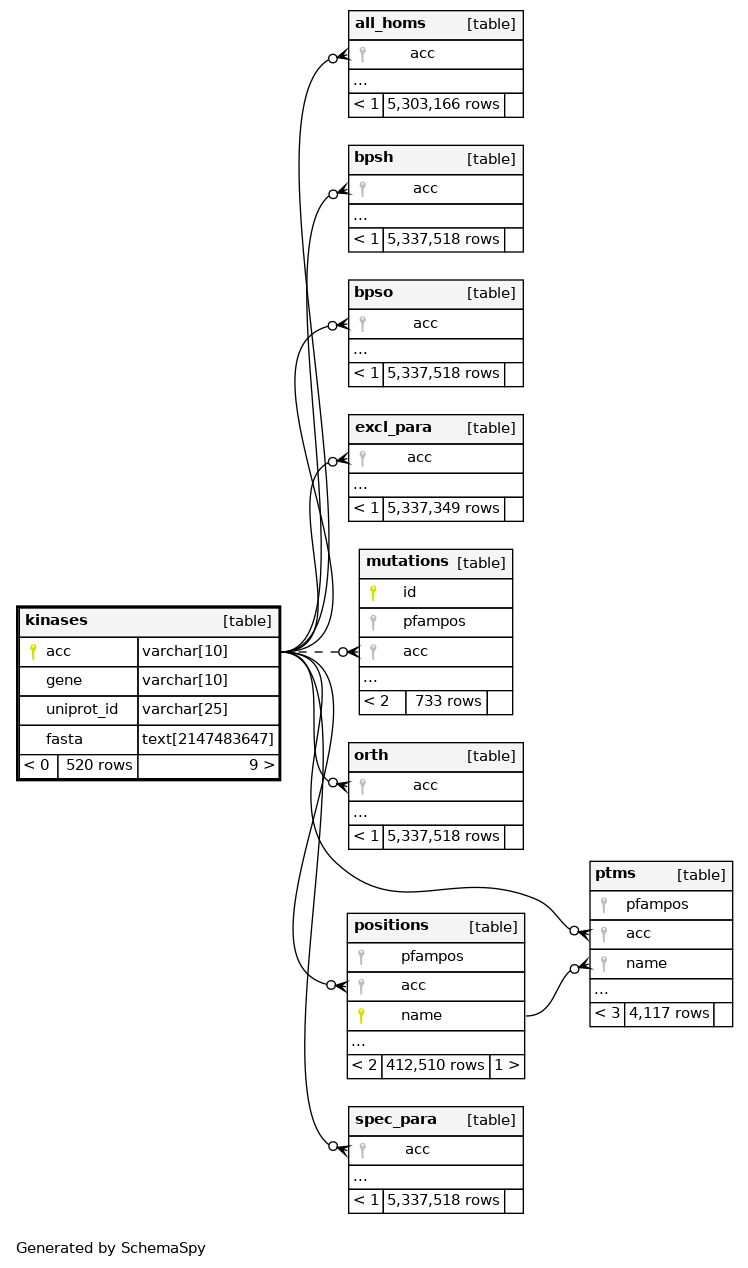 all_homs [table]
acc
...
< 1 5,303,166 rows
bpsh [table]
acc
...
< 1 5,337,518 rows
bpso [table]
acc
...
< 1 5,337,518 rows
excl_para [table]
acc
...
< 1 5,337,349 rows
mutations [table]
id
pfampos
acc
...
< 2 733 rows
kinases [table]
acc varchar[10]
gene varchar[10]
uniprot_id varchar[25]
fasta text[2147483647]
< 0 520 rows 9 >
orth [table]
acc
...
< 1 5,337,518 rows
ptms [table]
pfampos
acc
name
...
< 3 4,117 rows
positions [table]
pfampos
acc
name
...
< 2 412,510 rows 1 >
spec_para [table]
acc
...
< 1 5,337,518 rows
Generated by SchemaSpy